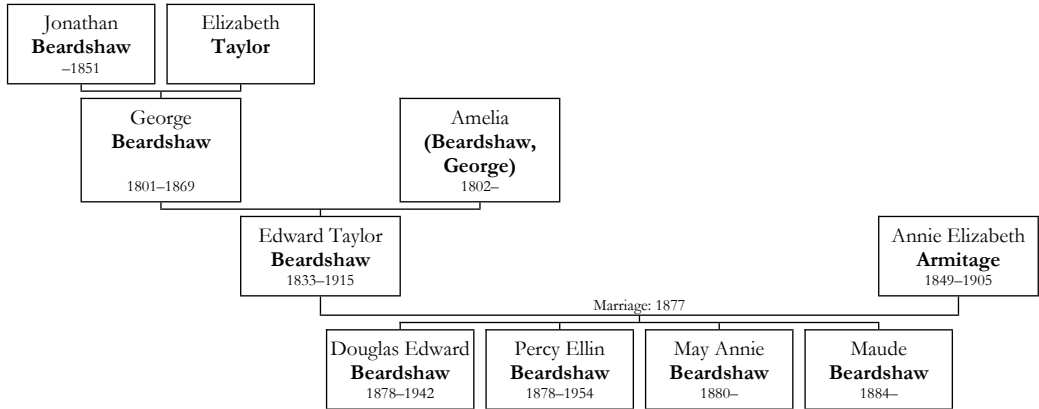 Jonathan
Beardshaw
–1851
Elizabeth
Taylor
George
Beardshaw
1801–1869
Amelia
(Beardshaw,
George)
1802–
Edward Taylor
Beardshaw
1833–1915
Annie Elizabeth
Armitage
1849–1905
Marriage: 1877
Douglas Edward
Beardshaw
1878–1942
Percy Ellin
Beardshaw
1878–1954
May Annie
Beardshaw
1880–
Maude
Beardshaw
1884–